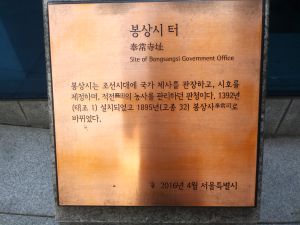 봉상시 터
奉常寺址
Site of Bongsangsi Government Office
봉상시는 조선시대에 국가 제사를 관장하고, 시호를
제정하며, 적전籍田의 농사를 관리하던 관청이다. 1392년
(태조 1) 설치되었고 1895년(고종 32) 봉상사奉常司로
바뀌었다.
2016년 4월 서울특별시